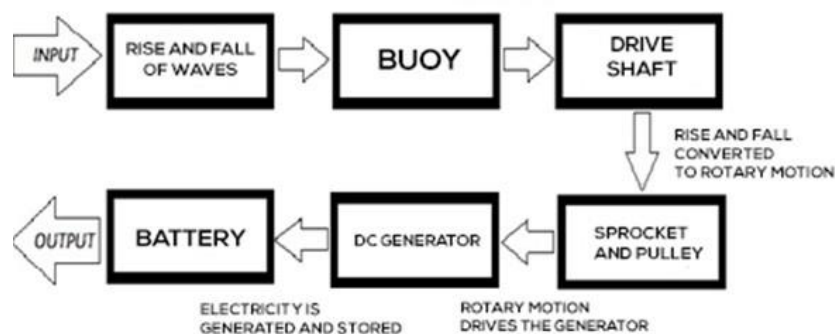 INPUT
RISE AND FALL
OF WAVES
BUOY
DRIVE
SHAFT
RISE AND FALL
CONVERTED
TO ROTARY MOTION
SPROCKET
AND PULLEY
ROTARY MOTION
DRIVES THE GENERATOR
DC GENERATOR
ELECTRICITY IS
GENERATED AND STORED
BATTERY
OUTPUT